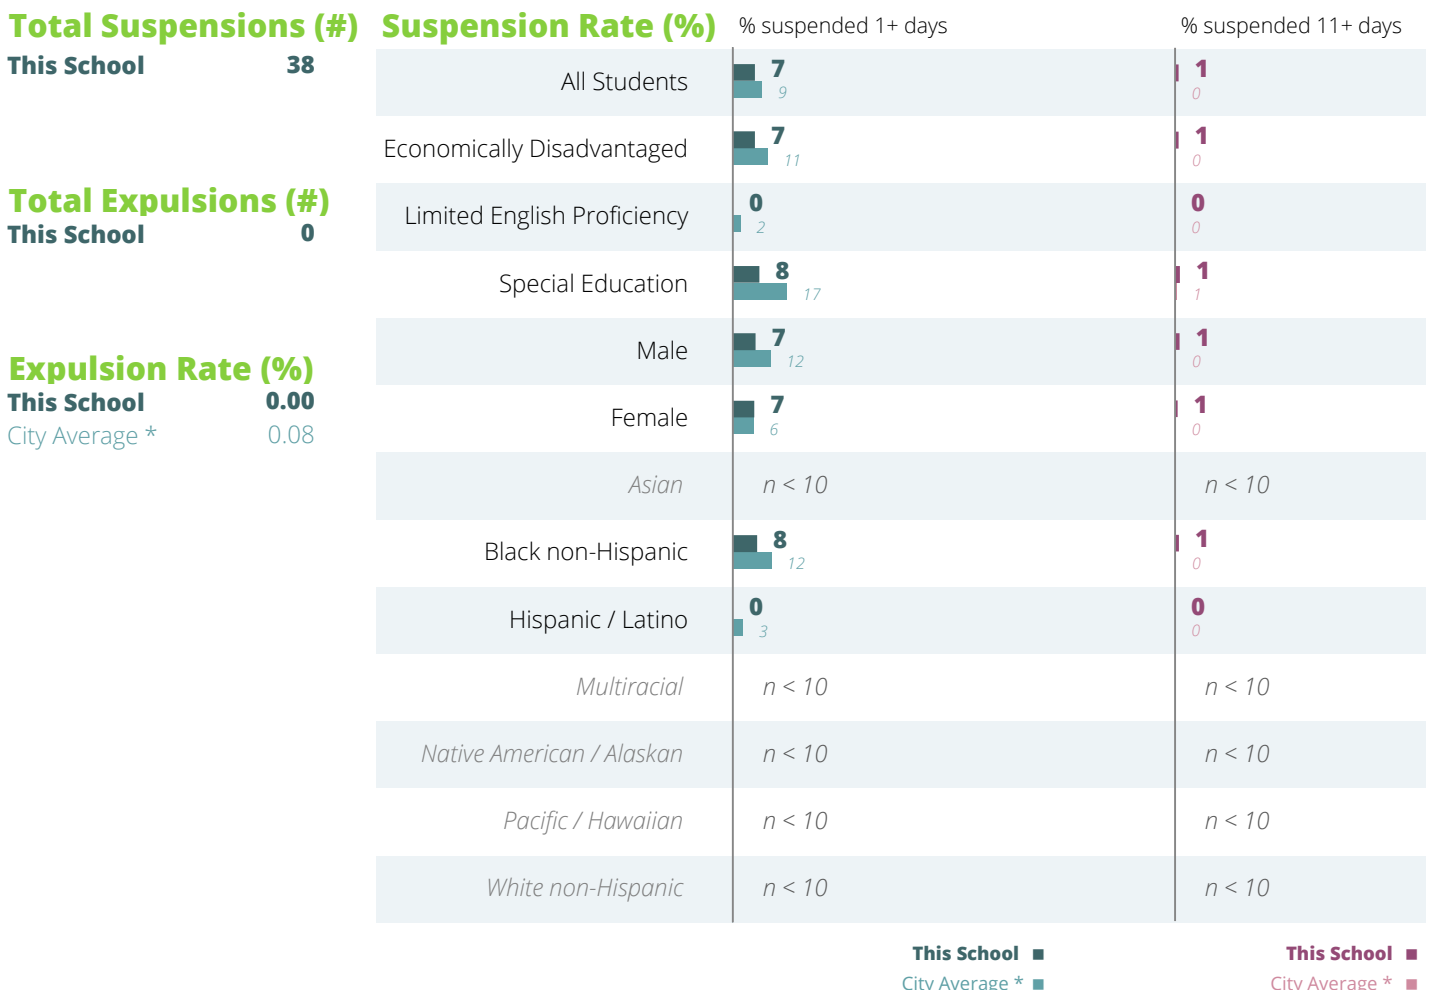 Total Suspensions (#)
This School 38
Total Expulsions (#)
This School 0
Expulsion Rate (%)
This School 0.00
City Average * 0.08
Suspension Rate (%) % suspended 1+ days % suspended 11+ days
All Students 7 1
9 0
Economically Disadvantaged 7 1
11 0
Limited English Proficiency 0 0
2 0
Special Education 8 1
17 1
Male 7 1
12 0
Female 7 1
6 0
Asian n < 10 n < 10
Black non-Hispanic 8 1
12 0
Hispanic / Latino 0 0
3 0
Multiracial n < 10 n < 10
Native American / Alaskan n < 10 n < 10
Pacific / Hawaiian n < 10 n < 10
White non-Hispanic n < 10 n < 10
This School This School
City Average * City Average *